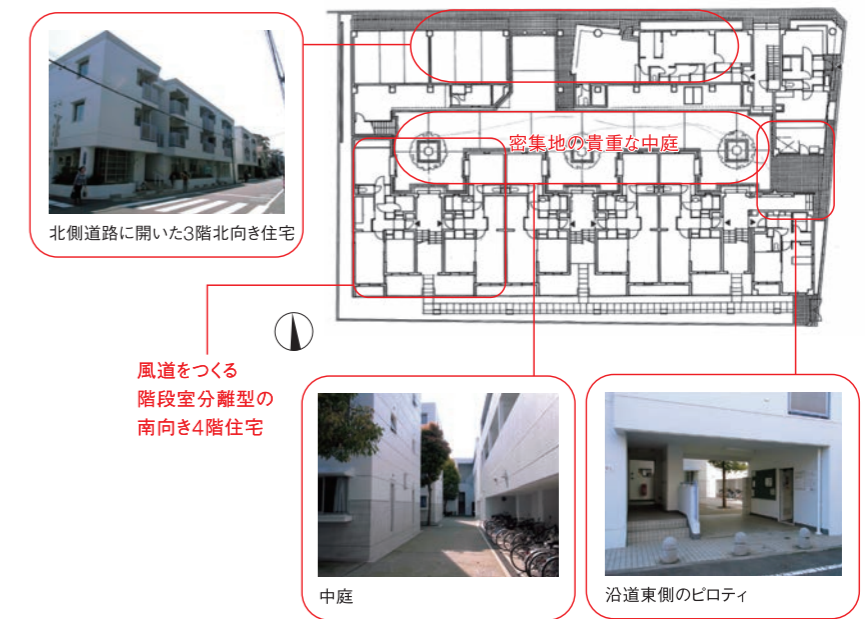 密集地の貴重な中庭
北側道路に開いた3階北向き住宅
風道をつくる
階段室分離型の
南向き4階住宅
中庭
沿道東側のピロティ